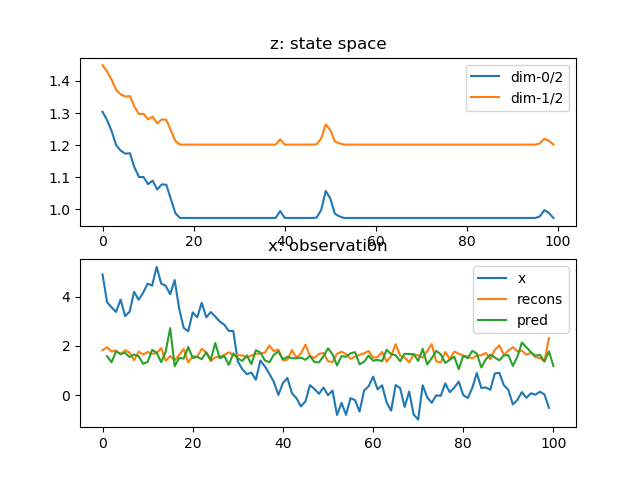 z: state space
1.4
1.3
1.2
1.1
1.0
dim-0/2
dim-1/2
0 20 40 60 80 100
x: observation
4
2
0
x
recons
pred
0 20 40 60 80 100